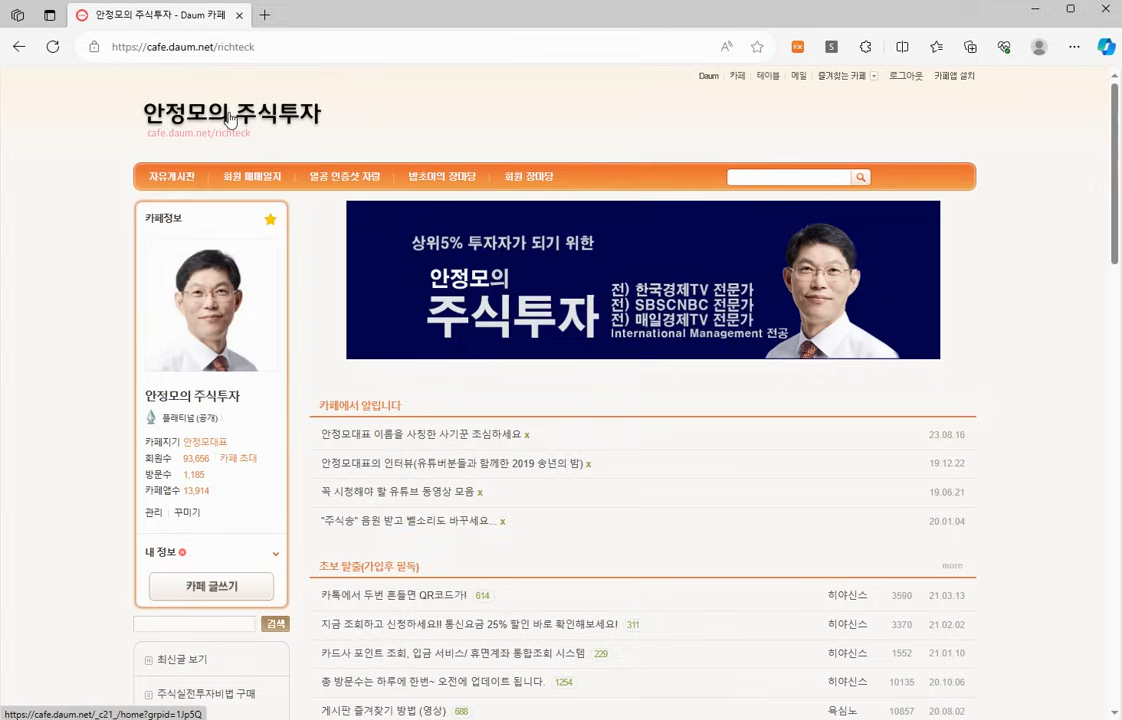 안정모의 주식투자 - Daum 카페
https://cafe.daum.net/richteck
Daum 카페 테이블 메일 즐겨찾는 카페 로그아웃 카페앱 설치
안정모의 주식투자
cafe.daum.net/richteck
자유게시판 회원 매매일지 열공 인증샷 자랑 밥초이의 장마당 회원 장마당
카페정보
상위5% 투자자가 되기 위한
안정모의
주식투자
전) 한국경제TV 전문가
전) SBSCNBC 전문가
전) 매일경제TV 전문가
International Management 전공
안정모의 주식투자
플래티넘 (공개)
카페지기 안정모대표
회원수 93,656 카페 초대
방문수 1,185
카페앱수 13,914
관리 꾸미기
내 정보
카페 글쓰기
검색
최신글 보기
주식실전투자비법 구매
카페에서 알립니다
안정모대표 이름을 사칭한 사기꾼 조심하세요 x 23.08.16
안정모대표의 인터뷰(유튜버분들과 함께한 2019 송년의 밤) x 19.12.22
꼭 시청해야 할 유튜브 동영상 모음 x 19.06.21
"주식송" 음원 받고 벨소리도 바꾸세요... x 20.01.04
초보 탈출(가입후 필독) more
카톡에서 두번 흔들면 QR코드가! 614 히야신스 3590 21.03.13
지금 조회하고 신청하세요!! 통신요금 25% 할인 바로 확인해보세요! 311 히야신스 3370 21.02.02
카드사 포인트 조회, 입금 서비스/ 휴면계좌 통합조회 시스템 229 히야신스 1552 21.01.10
총 방문수는 하루에 한번~ 오전에 업데이트 됩니다. 1254 히야신스 10135 20.10.06
게시판 즐겨찾기 방법 (영상) 688 욕심노 10857 20.08.02
https://cafe.daum.net/_c21_/home?grpid=1Jp5Q